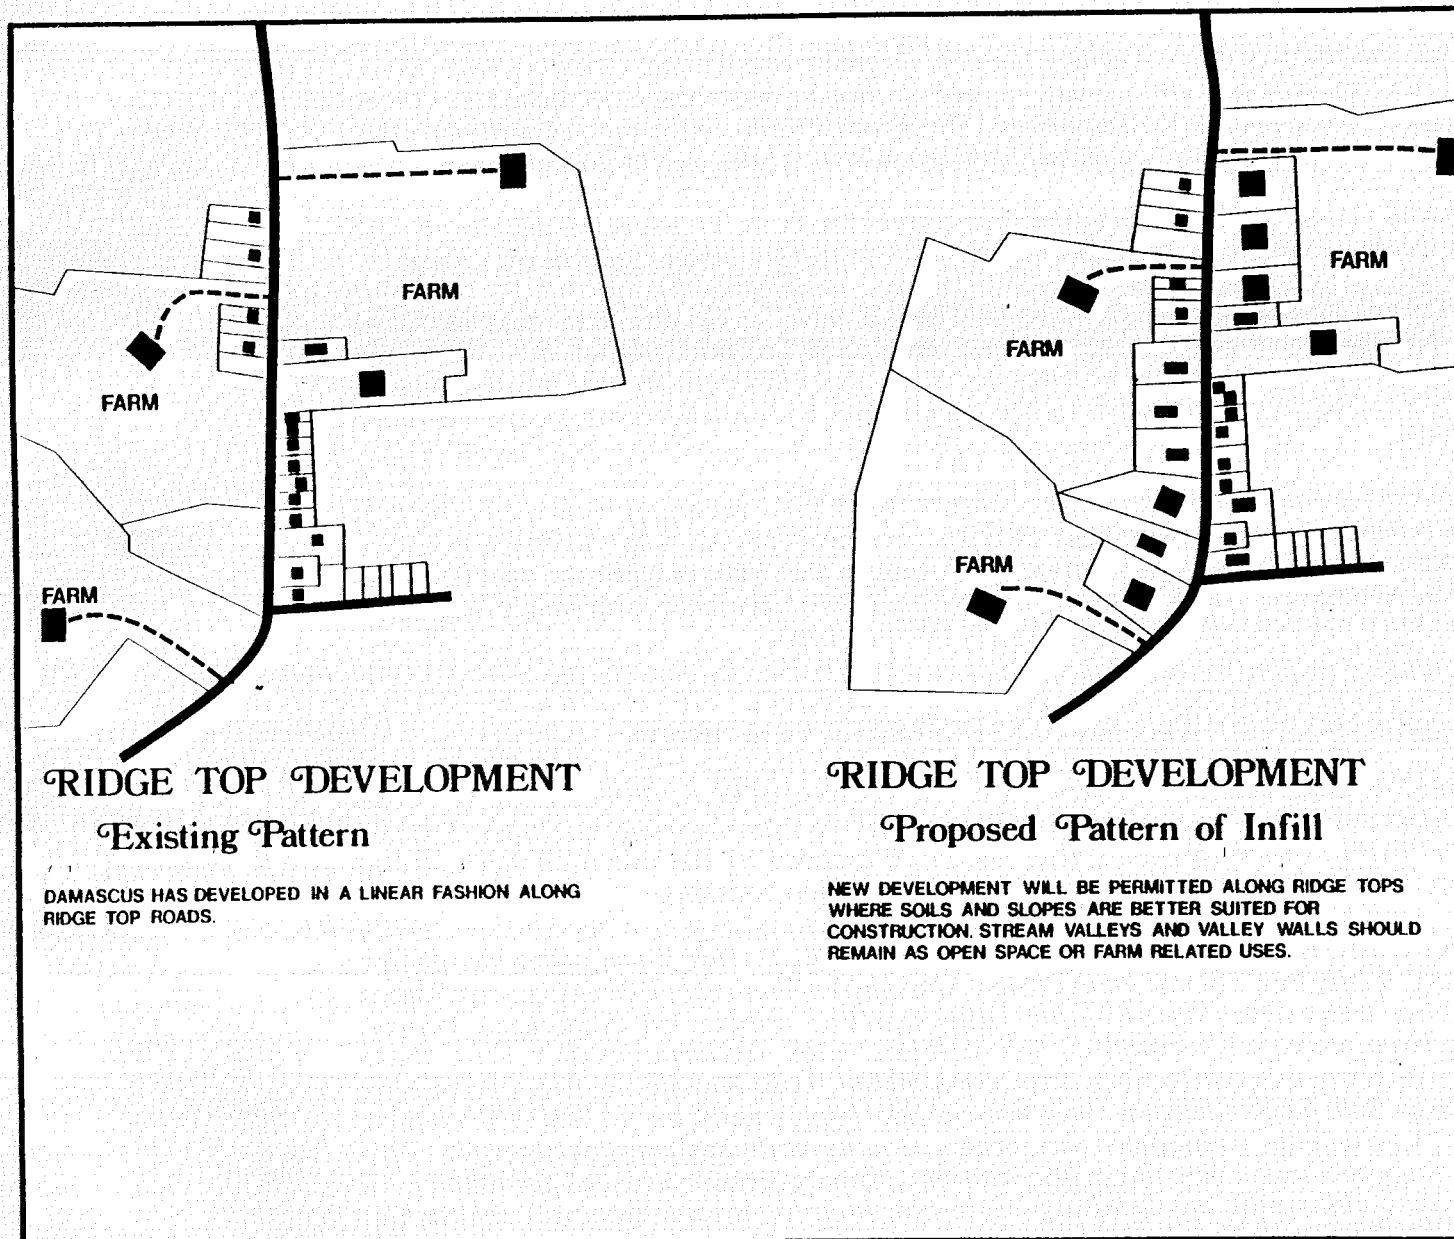 FARM
FARM
FARM
RIDGE TOP DEVELOPMENT
Existing Pattern
DAMASCUS HAS DEVELOPED IN A LINEAR FASHION ALONG
RIDGE TOP ROADS.
FARM
FARM
FARM
RIDGE TOP DEVELOPMENT
Proposed Pattern of Infill
NEW DEVELOPMENT WILL BE PERMITTED ALONG RIDGE TOPS
WHERE SOILS AND SLOPES ARE BETTER SUITED FOR
CONSTRUCTION. STREAM VALLEYS AND VALLEY WALLS SHOULD
REMAIN AS OPEN SPACE OR FARM RELATED USES.